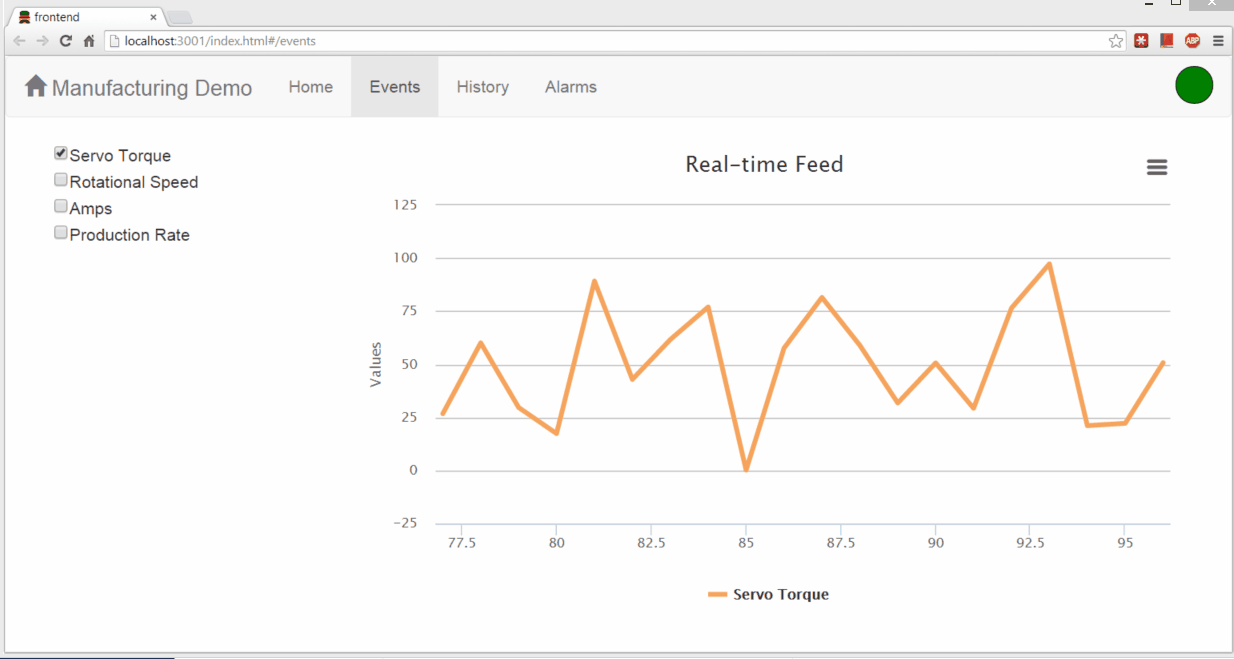 frontend
localhost:3001/index.html#/events
ABP
Manufacturing Demo Home Events History Alarms
Servo Torque
Rotational Speed
Amps
Production Rate
Real-time Feed
125
100
75
50
25
0
-25
Values
77.5 80 82.5 85 87.5 90 92.5 95
Servo Torque